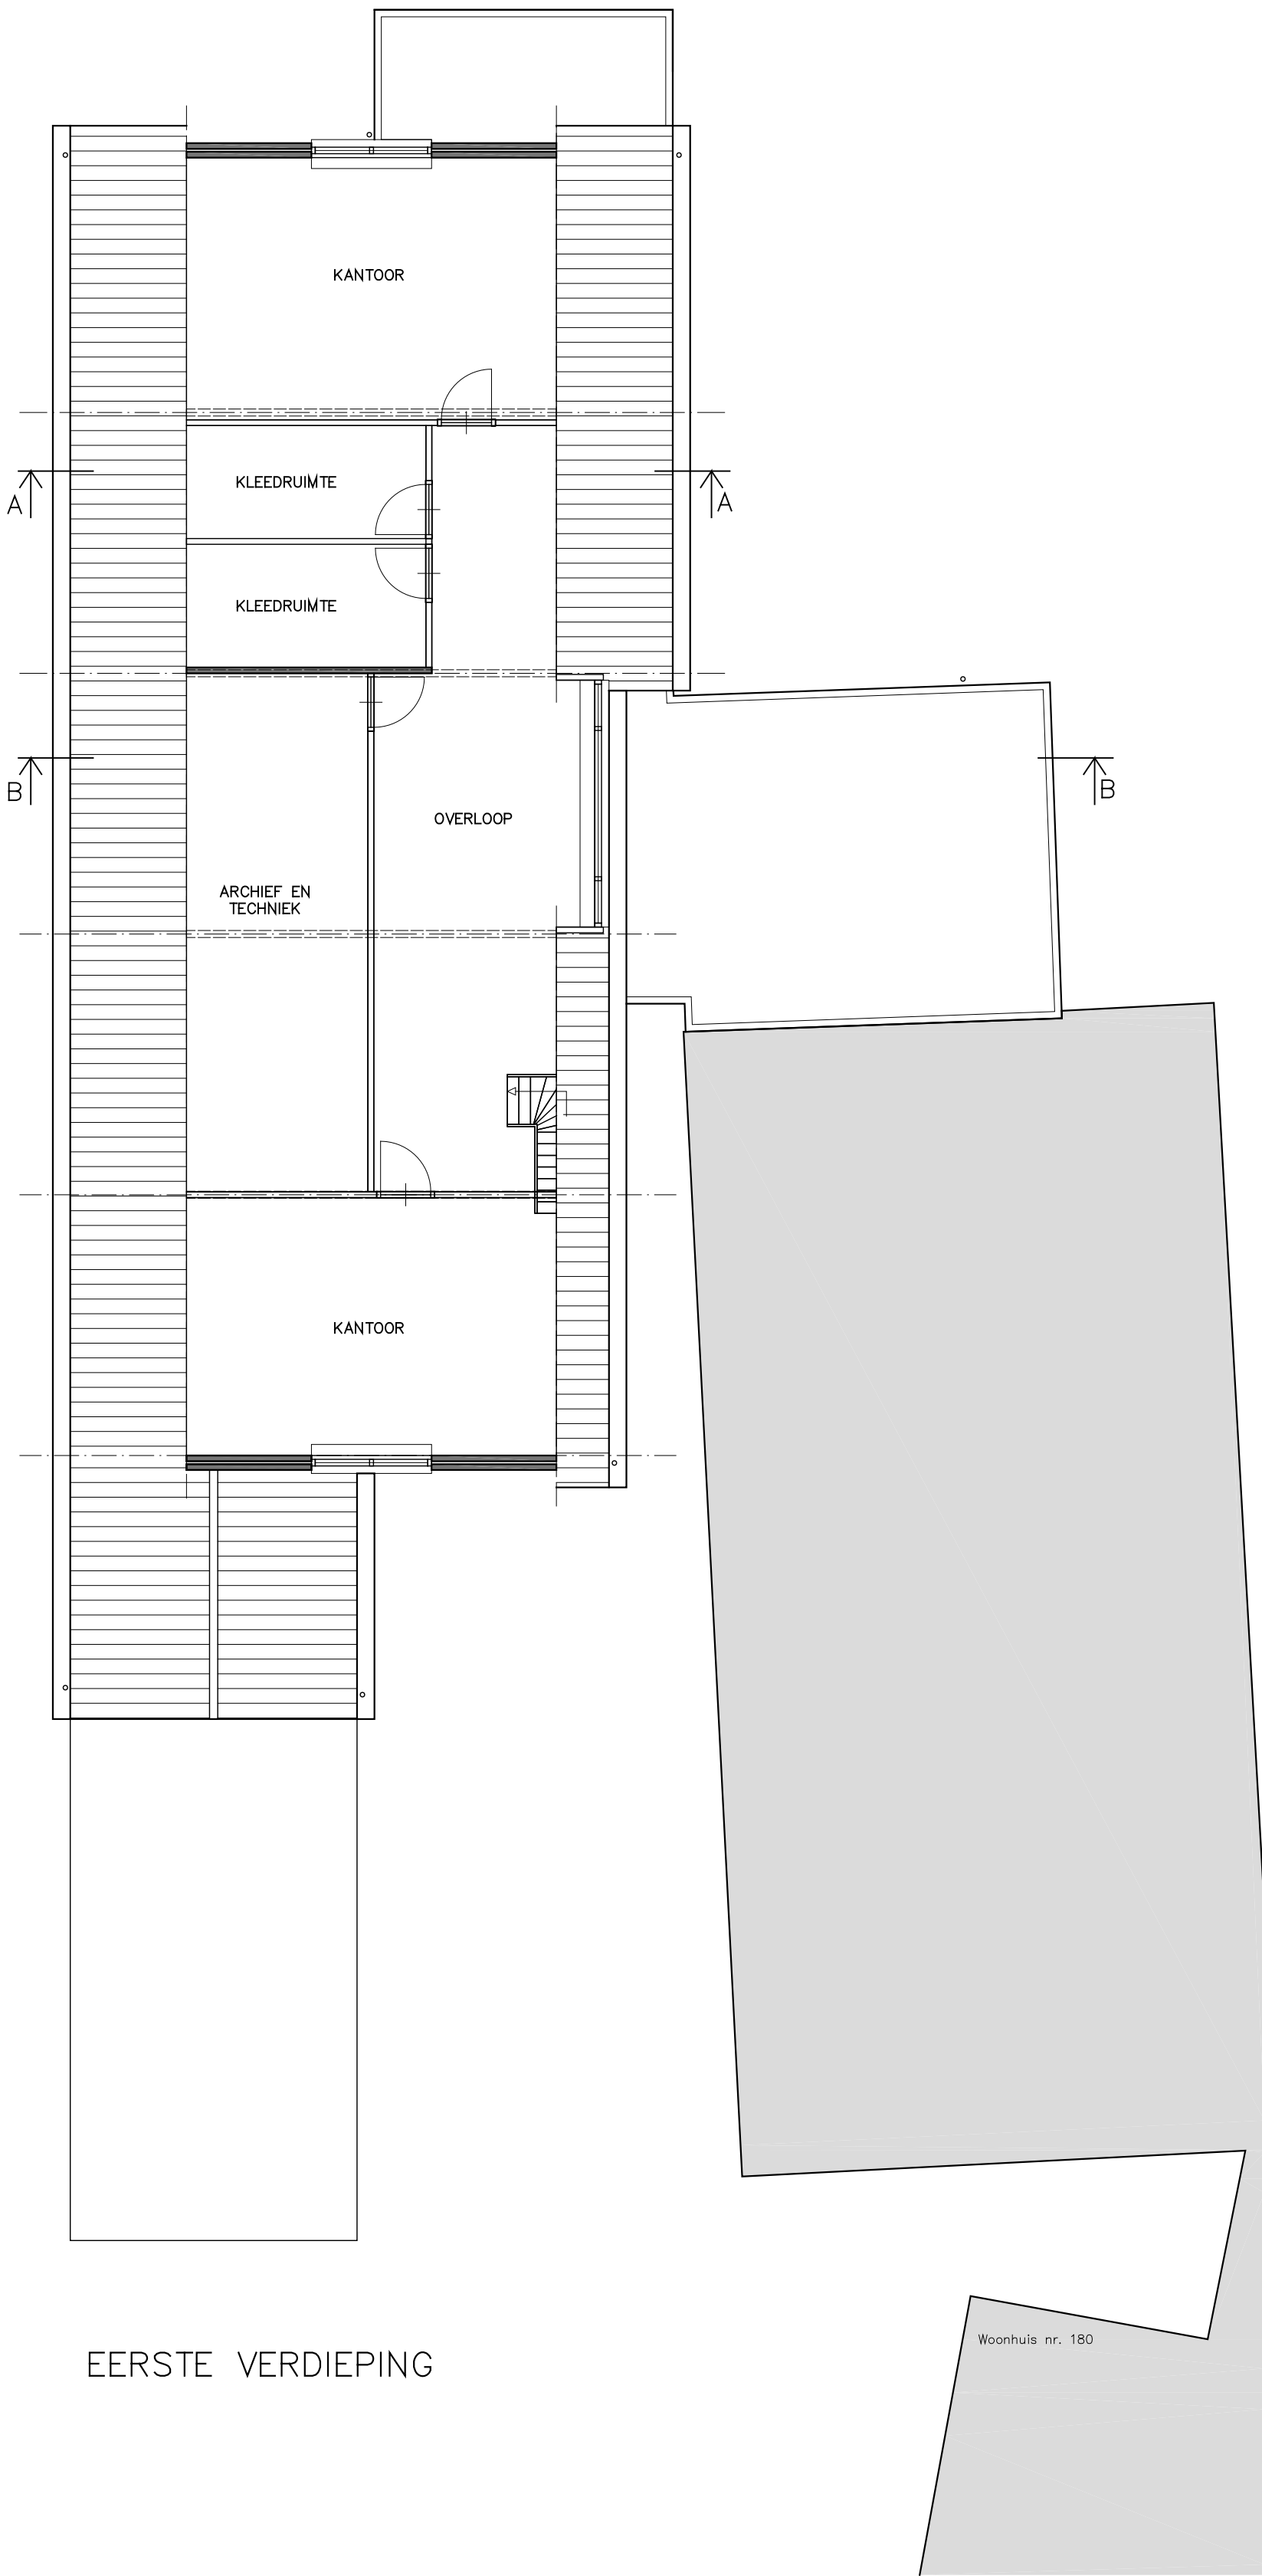 KANTOOR
KLEEDRUIMTE
A
A
KLEEDRUIMTE
B
B
OVERLOOP
ARCHIEF EN
TECHNIEK
KANTOOR
Woonhuis nr. 180
EERSTE VERDIEPING